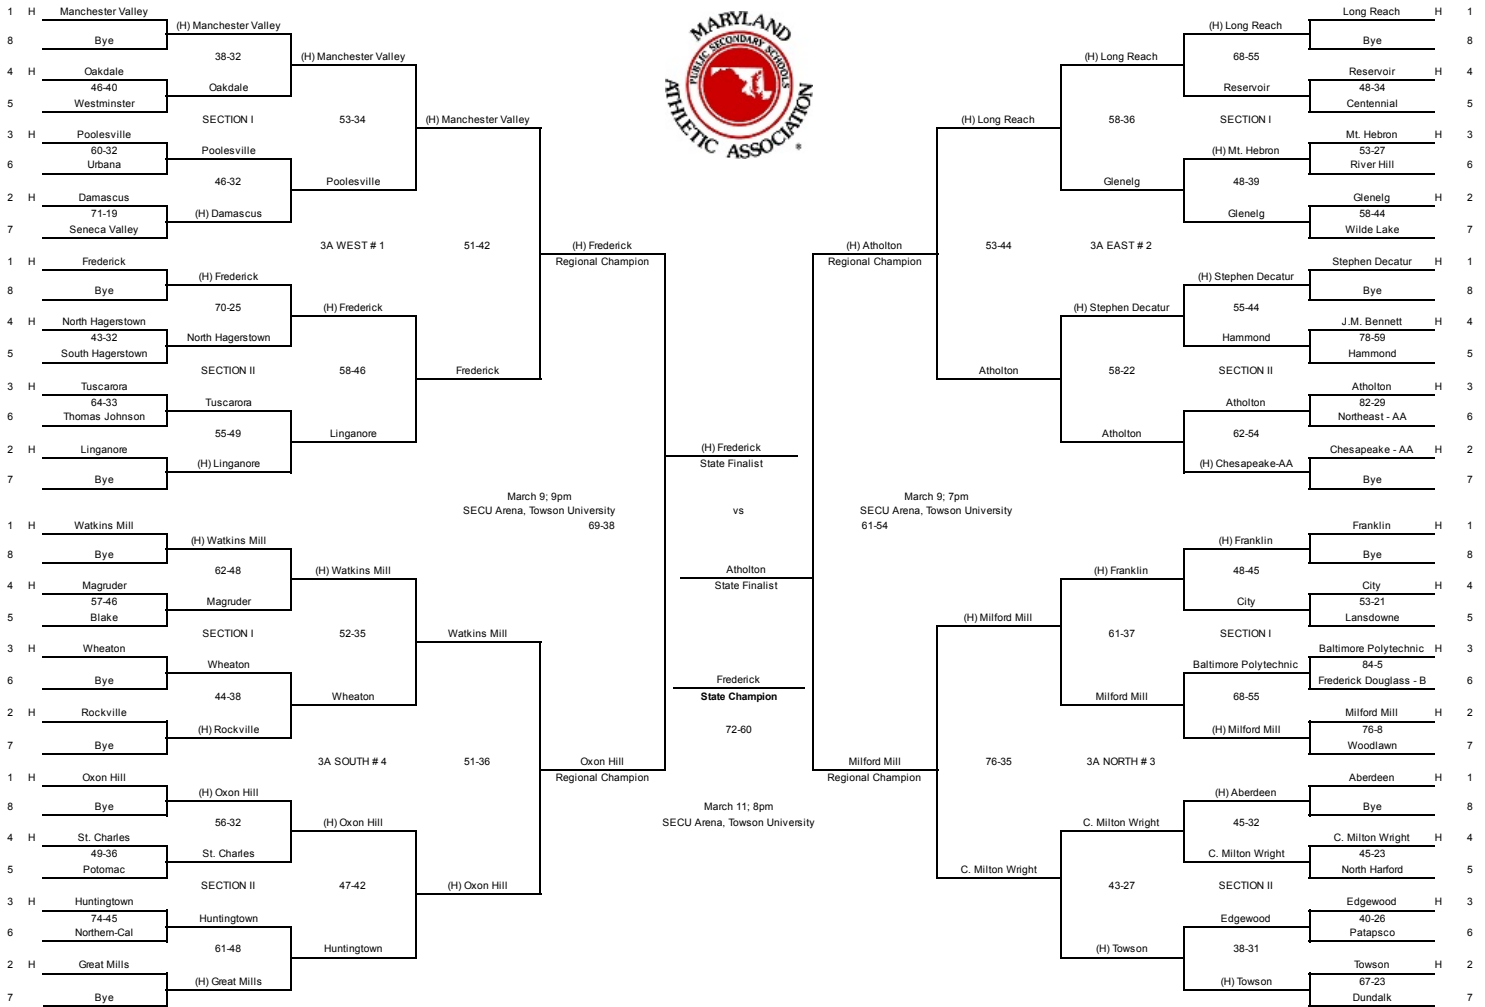 MARYLAND
PUBLIC SECONDARY SCHOOLS
ATHLETIC ASSOCIATION
®
1 H Manchester Valley
(H) Manchester Valley
8 Bye
38-32
(H) Manchester Valley
4 H Oakdale
46-40
Oakdale
5 Westminster
SECTION I
53-34
(H) Manchester Valley
3 H Poolesville
60-32
Poolesville
6 Urbana
46-32
Poolesville
2 H Damascus
71-19
(H) Damascus
7 Seneca Valley
3A WEST # 1
51-42
(H) Frederick
Regional Champion
1 H Frederick
(H) Frederick
8 Bye
70-25
(H) Frederick
4 H North Hagerstown
43-32
North Hagerstown
5 South Hagerstown
SECTION II
58-46
Frederick
3 H Tuscarora
64-33
Tuscarora
6 Thomas Johnson
55-49
Linganore
2 H Linganore
(H) Linganore
7 Bye
March 9; 9pm
SECU Arena, Towson University
69-38
1 H Watkins Mill
(H) Watkins Mill
8 Bye
62-48
(H) Watkins Mill
4 H Magruder
57-46
Magruder
5 Blake
SECTION I
52-35
Watkins Mill
3 H Wheaton
Wheaton
6 Bye
44-38
Wheaton
2 H Rockville
(H) Rockville
7 Bye
3A SOUTH # 4
51-36
Oxon Hill
Regional Champion
1 H Oxon Hill
(H) Oxon Hill
8 Bye
56-32
(H) Oxon Hill
4 H St. Charles
49-36
St. Charles
5 Potomac
SECTION II
47-42
(H) Oxon Hill
3 H Huntingtown
74-45
Huntingtown
6 Northern-Cal
61-48
Huntingtown
2 H Great Mills
(H) Great Mills
7 Bye
(H) Frederick
State Finalist
vs
Atholton
State Finalist
Frederick
State Champion
72-60
March 11; 8pm
SECU Arena, Towson University
Long Reach H 1
(H) Long Reach
Bye 8
68-55
(H) Long Reach
Reservoir H 4
48-34
Reservoir
Centennial 5
SECTION I
58-36
(H) Long Reach
Mt. Hebron H 3
53-27
(H) Mt. Hebron
River Hill 6
48-39
Glenelg
Glenelg H 2
58-44
Glenelg
Wilde Lake 7
3A EAST # 2
53-44
(H) Atholton
Regional Champion
Stephen Decatur H 1
(H) Stephen Decatur
Bye 8
55-44
(H) Stephen Decatur
J.M. Bennett H 4
78-59
Hammond
Hammond 5
SECTION II
58-22
Atholton
Atholton H 3
82-29
Atholton
Northeast - AA 6
62-54
Atholton
Chesapeake - AA H 2
(H) Chesapeake-AA
Bye 7
March 9; 7pm
SECU Arena, Towson University
61-54
Franklin H 1
(H) Franklin
Bye 8
48-45
(H) Franklin
City H 4
53-21
City
Lansdowne 5
SECTION I
61-37
(H) Milford Mill
Baltimore Polytechnic H 3
84-5
Baltimore Polytechnic
Frederick Douglass - B 6
68-55
Milford Mill
Milford Mill H 2
76-8
(H) Milford Mill
Woodlawn 7
3A NORTH # 3
76-35
Milford Mill
Regional Champion
Aberdeen H 1
(H) Aberdeen
Bye 8
45-32
C. Milton Wright
C. Milton Wright H 4
45-23
C. Milton Wright
North Harford 5
SECTION II
43-27
C. Milton Wright
Edgewood H 3
40-26
Edgewood
Patapsco 6
38-31
(H) Towson
Towson H 2
67-23
(H) Towson
Dundalk 7